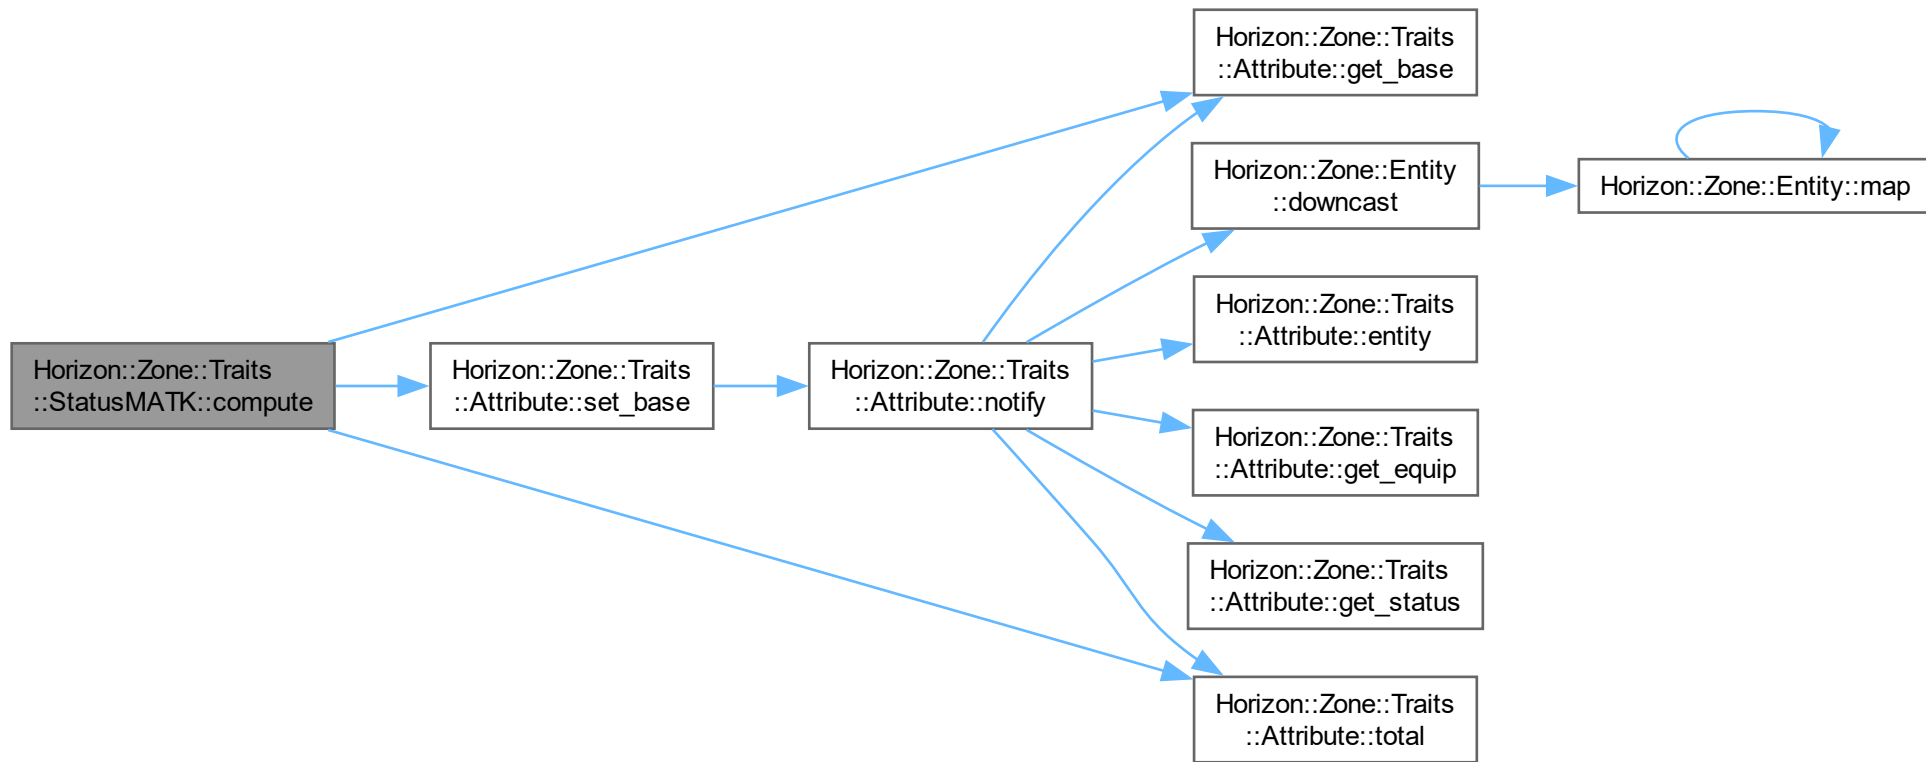 Horizon::Zone::Traits
::StatusMATK::compute
Horizon::Zone::Traits
::Attribute::set_base
Horizon::Zone::Traits
::Attribute::notify
Horizon::Zone::Traits
::Attribute::get_base
Horizon::Zone::Entity
::downcast
Horizon::Zone::Traits
::Attribute::entity
Horizon::Zone::Traits
::Attribute::get_equip
Horizon::Zone::Traits
::Attribute::get_status
Horizon::Zone::Traits
::Attribute::total
Horizon::Zone::Entity::map